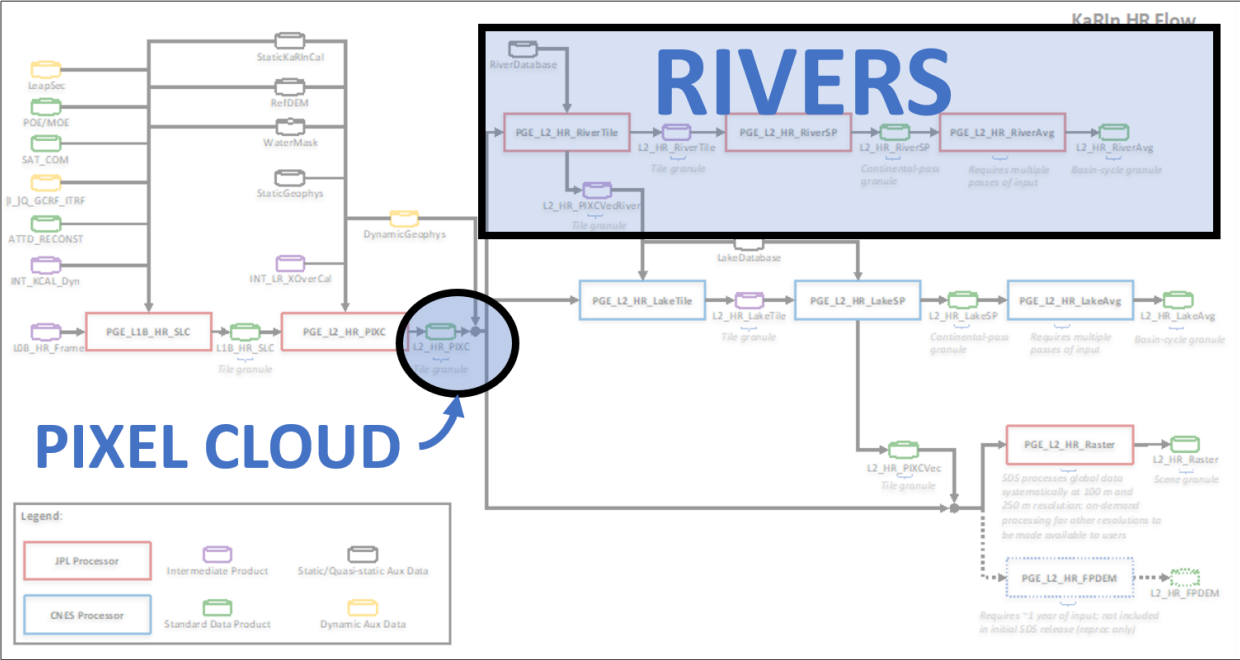 KaRIn HR Flow
RIVERS
StaticKaRInCal
RiverDatabase
LeapSec
RefDEM
POE/MOE
WaterMask
PGE_L2_HR_RiverTile
L2_HR_RiverTile
Tile granule
PGE_L2_HR_RiverSP
L2_HR_RiverSP
Continental-pass
granule
PGE_L2_HR_RiverAvg
Requires multiple
passes of input
L2_HR_RiverAvg
Basin-cycle granule
SAT_COM
StaticGeophys
JI_JQ_GCRF_ITRF
L2_HR_PIXCVecRiver
Tile granule
ATTD_RECONST
DynamicGeophys
LakeDatabase
INT_KCAL_Dyn
INT_LR_XOverCal
PGE_L2_HR_LakeTile
L2_HR_LakeTile
Tile granule
PGE_L2_HR_LakeSP
L2_HR_LakeSP
Continental-pass
granule
PGE_L2_HR_LakeAvg
Requires multiple
passes of input
L2_HR_LakeAvg
Basin-cycle granule
L0B_HR_Frame
PGE_L1B_HR_SLC
L1B_HR_SLC
Tile granule
PGE_L2_HR_PIXC
L2_HR_PIXC
Tile granule
PIXEL CLOUD
L2_HR_PIXCVec
Tile granule
PGE_L2_HR_Raster
L2_HR_Raster
Scene granule
SDS processes global data
systematically at 100 m and
250 m resolution; on-demand
processing for other resolutions to
be made available to users
PGE_L2_HR_FPDEM
L2_HR_FPDEM
Requires ~1 year of input; not included
in initial SDS release (reproc only)
Legend:
JPL Processor
Intermediate Product
Static/Quasi-static Aux Data
CNES Processor
Standard Data Product
Dynamic Aux Data